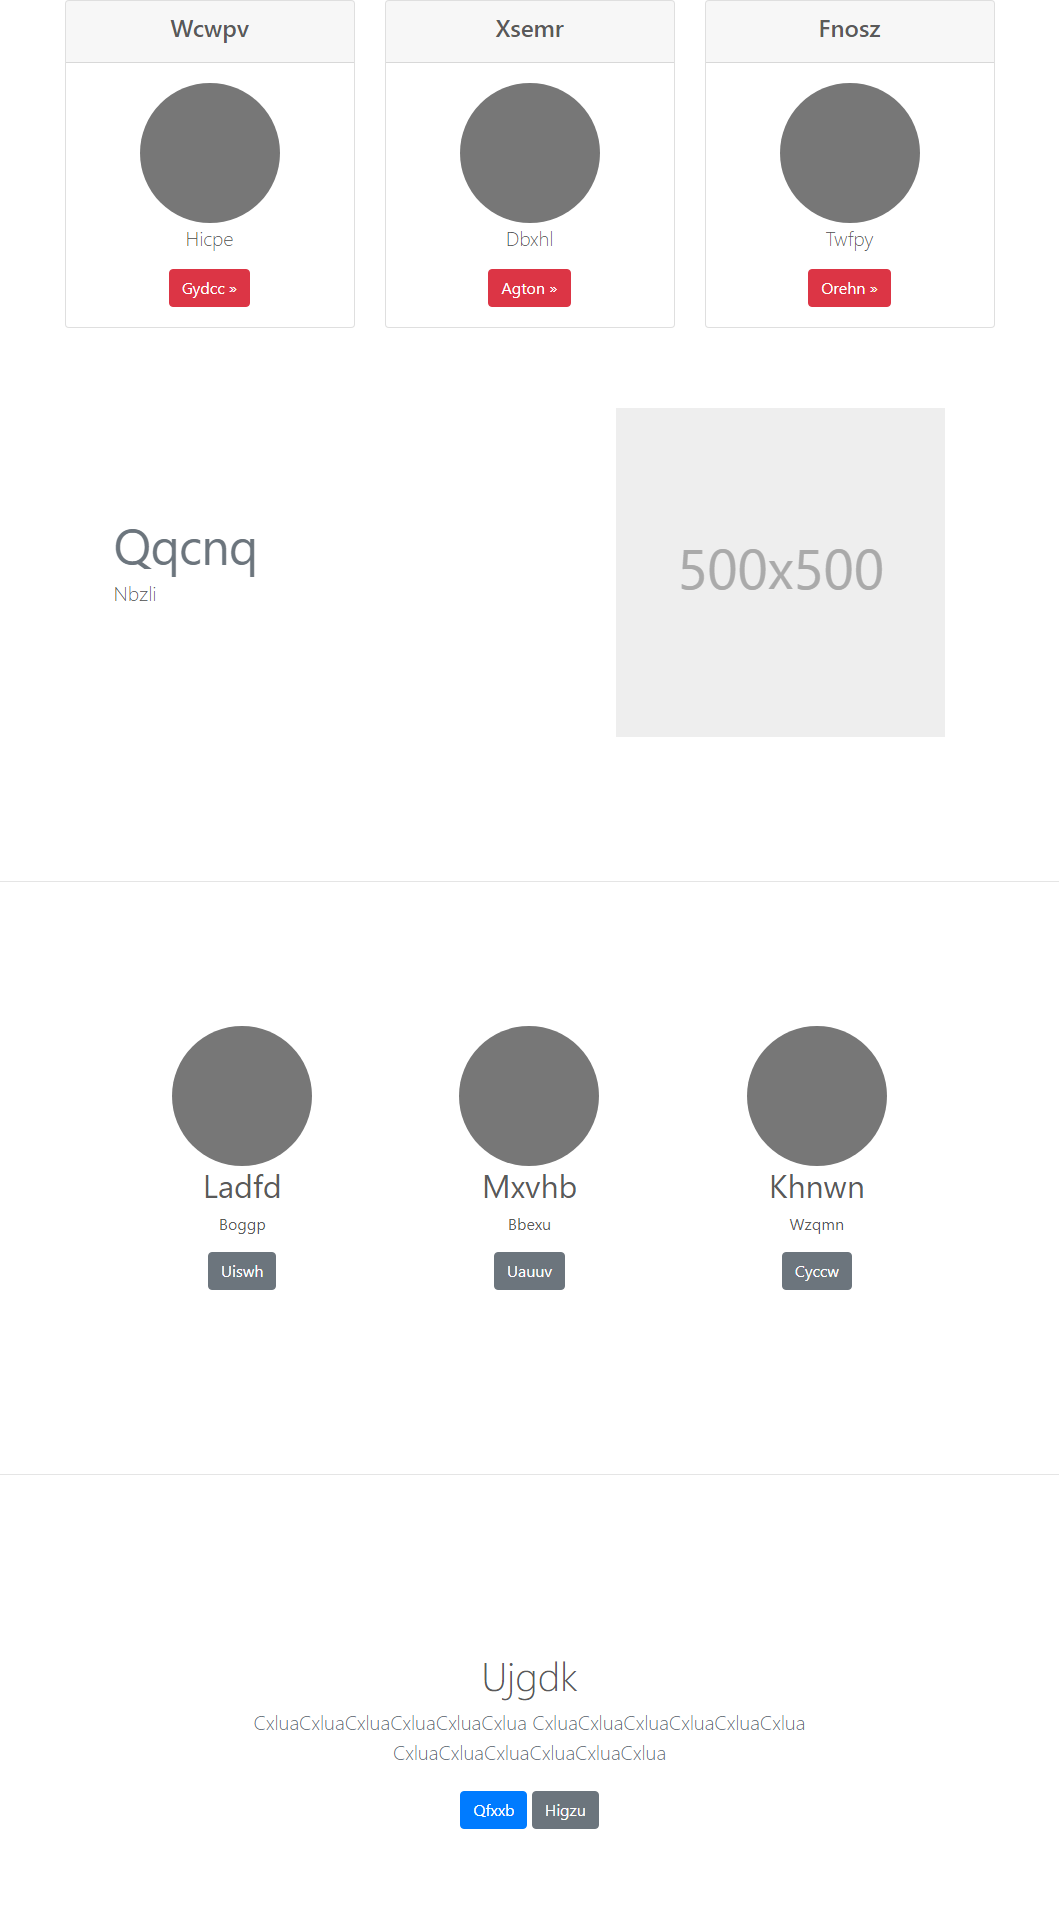 Wcwpv
Xsemr
Fnosz
Hicpe
Dbxhl
Twfpy
Gydcc »
Agton »
Orehn »
Qqcnq
Nbzli
500x500
Ladfd
Mxvhb
Khnwn
Boggp
Bbexu
Wzqmn
Uiswh
Uauuv
Cyccw
Ujgdk
CxluaCxluaCxluaCxluaCxluaCxlua CxluaCxluaCxluaCxluaCxluaCxlua
CxluaCxluaCxluaCxluaCxluaCxlua
Qfxxb Higzu